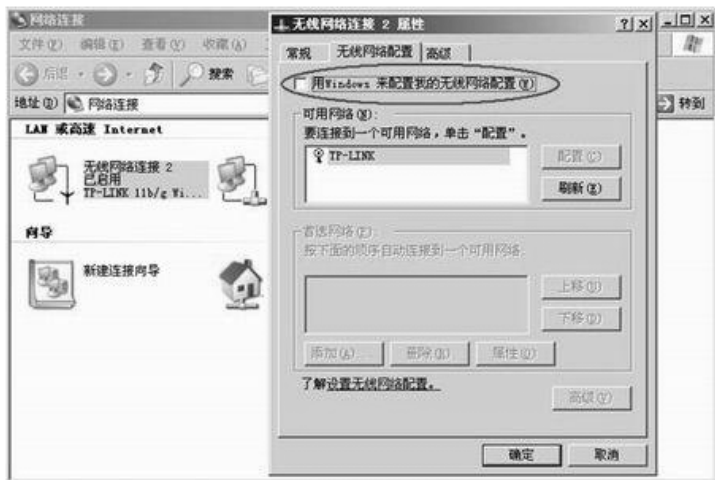 网络连接
文件(F) 编辑(E) 查看(V) 收藏(A)
后退 搜索
地址(D) 网络连接
转到
LAN 或高速 Internet
无线网络连接 2
已启用
TP-LINK 11b/g Wi...
向导
新建连接向导
无线网络连接 2 属性
常规 无线网络配置 高级
用Windows 来配置我的无线网络配置(W)
可用网络(N):
要连接到一个可用网络，单击“配置”。
TP-LINK
配置(C)
刷新(E)
首选网络(P):
按下面的顺序自动连接到一个可用网络:
上移(U)
下移(D)
添加(A)... 删除(R) 属性(O)
了解设置无线网络配置。
高级(V)
确定 取消